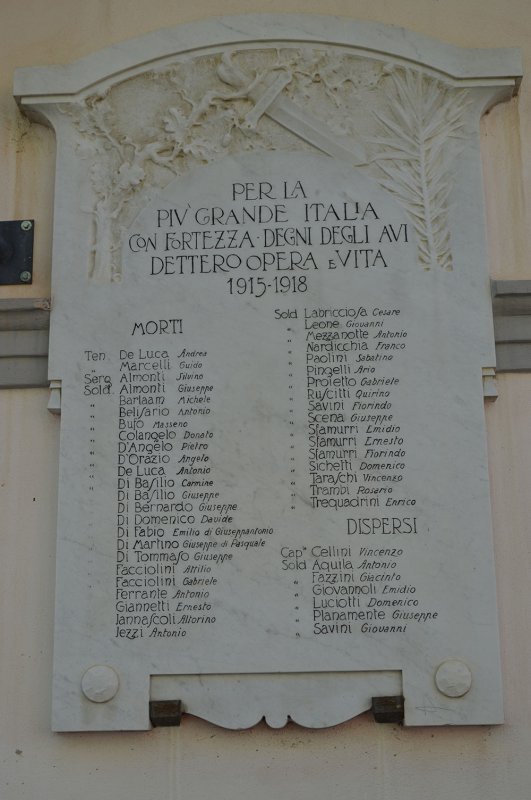 PER LA
PIV' GRANDE ITALIA
CON FORTEZZA · DEGNI DEGLI AVI
DETTERO OPERA E VITA
1915-1918
MORTI
Ten. De Luca Andrea
" Marcelli Guido
Serg. Almonti Silvino
Sold. Almonti Giuseppe
" Barlaam Michele
" Belisario Antonio
" Bufo Masseno
" Colangelo Donato
" D'Angelo Pietro
" D'Orazio Angelo
" De Luca Antonio
" Di Basilio Carmine
" Di Basilio Giuseppe
" Di Bernardo Giuseppe
" Di Domenico Davide
" Di Fabio Emilio di Giuseppantonio
" Di Martino Giuseppe di Pasquale
" Di Tommaso Giuseppe
" Facciolini Attilio
" Facciolini Gabriele
" Ferrante Antonio
" Giannetti Ernesto
" Iannascoli Altorino
" Iezzi Antonio
Sold. Labricciosa Cesare
" Leone Giovanni
" Mezzanotte Antonio
" Nardicchia Franco
" Paolini Sabatino
" Pingelli Ario
" Proietto Gabriele
" Ruscitti Quirino
" Savini Fiorindo
" Scena Giuseppe
" Sfamurri Emidio
" Sfamurri Ernesto
" Sfamurri Fiorindo
" Sichetti Domenico
" Taraschi Vincenzo
" Trambi Rosario
" Trequadrini Enrico
DISPERSI
Cap. Cellini Vincenzo
Sold Aquila Antonio
" Fazzini Giacinto
" Giovannoli Emidio
" Luciotti Domenico
" Planamente Giuseppe
" Savini Giovanni